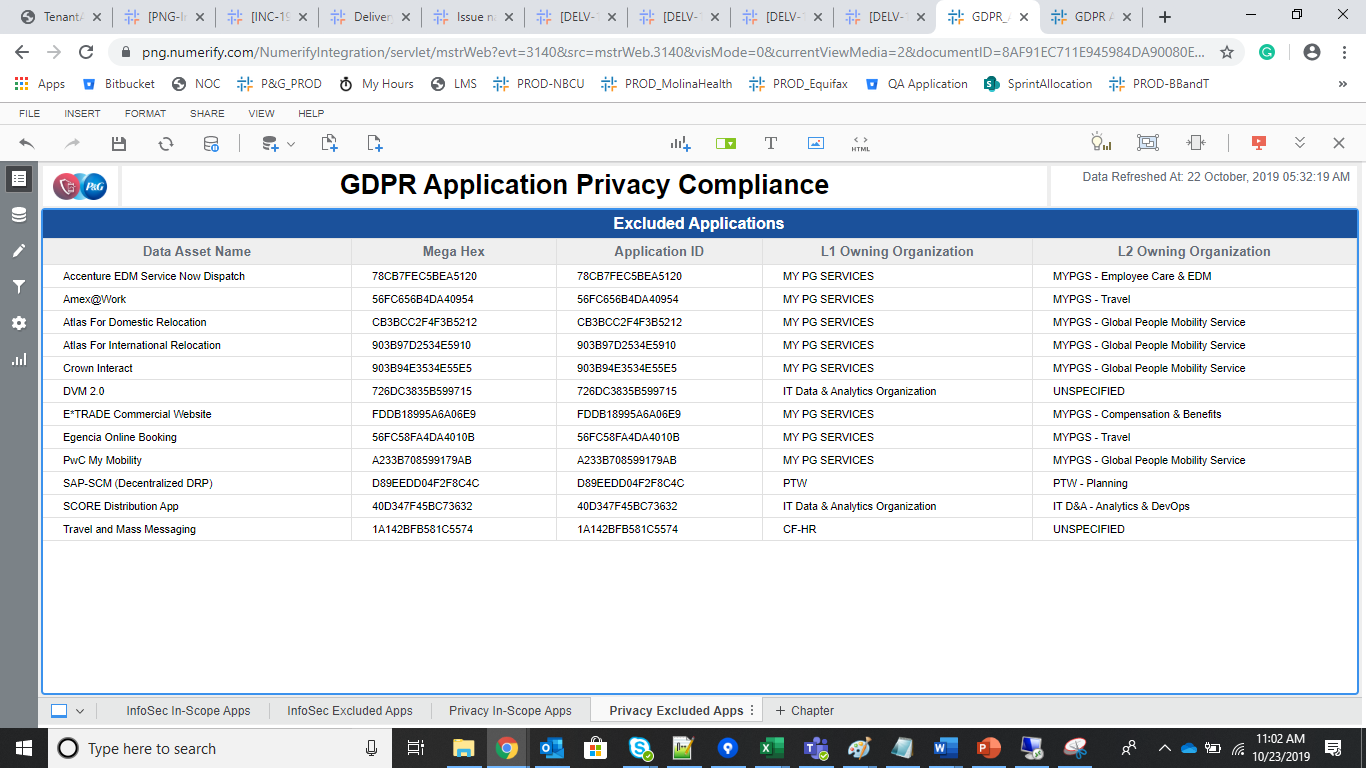 TenantA [PNG-In [INC-19 Delivery Issue na [DELV-1 [DELV-1 [DELV-1 [DELV-1 GDPR_A GDPR A
png.numerify.com/NumerifyIntegration/servlet/mstrWeb?evt=3140&src=mstrWeb.3140&visMode=0&currentViewMedia=2&documentID=8AF91EC711E945984DA90080E...
Apps Bitbucket NOC P&G_PROD My Hours LMS PROD-NBCU PROD_MolinaHealth PROD_Equifax QA Application SprintAllocation PROD-BBandT »
FILE INSERT FORMAT SHARE VIEW HELP
HTML
P&G GDPR Application Privacy Compliance Data Refreshed At: 22 October, 2019 05:32:19 AM
Excluded Applications
Data Asset Name Mega Hex Application ID L1 Owning Organization L2 Owning Organization
Accenture EDM Service Now Dispatch 78CB7FEC5BEA5120 78CB7FEC5BEA5120 MY PG SERVICES MYPGS - Employee Care & EDM
Amex@Work 56FC656B4DA40954 56FC656B4DA40954 MY PG SERVICES MYPGS - Travel
Atlas For Domestic Relocation CB3BCC2F4F3B5212 CB3BCC2F4F3B5212 MY PG SERVICES MYPGS - Global People Mobility Service
Atlas For International Relocation 903B97D2534E5910 903B97D2534E5910 MY PG SERVICES MYPGS - Global People Mobility Service
Crown Interact 903B94E3534E55E5 903B94E3534E55E5 MY PG SERVICES MYPGS - Global People Mobility Service
DVM 2.0 726DC3835B599715 726DC3835B599715 IT Data & Analytics Organization UNSPECIFIED
E*TRADE Commercial Website FDDB18995A6A06E9 FDDB18995A6A06E9 MY PG SERVICES MYPGS - Compensation & Benefits
Egencia Online Booking 56FC58FA4DA4010B 56FC58FA4DA4010B MY PG SERVICES MYPGS - Travel
PwC My Mobility A233B708599179AB A233B708599179AB MY PG SERVICES MYPGS - Global People Mobility Service
SAP-SCM (Decentralized DRP) D89EEDD04F2F8C4C D89EEDD04F2F8C4C PTW PTW - Planning
SCORE Distribution App 40D347F45BC73632 40D347F45BC73632 IT Data & Analytics Organization IT D&A - Analytics & DevOps
Travel and Mass Messaging 1A142BFB581C5574 1A142BFB581C5574 CF-HR UNSPECIFIED
InfoSec In-Scope Apps InfoSec Excluded Apps Privacy In-Scope Apps Privacy Excluded Apps + Chapter
Type here to search 11:02 AM
10/23/2019